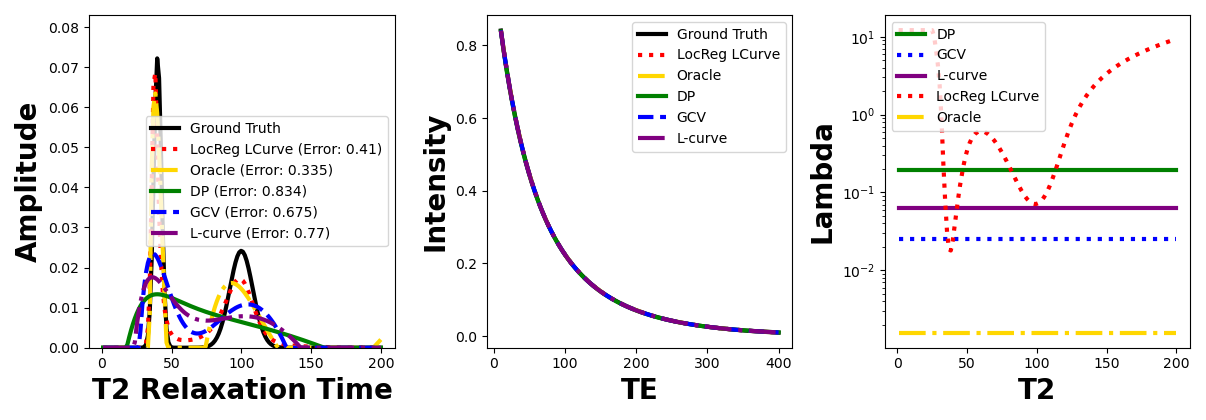 0.08
0.07
0.06
0.05
0.04
0.03
0.02
0.01
0.00
Amplitude
Ground Truth
LocReg LCurve (Error: 0.41)
Oracle (Error: 0.335)
DP (Error: 0.834)
GCV (Error: 0.675)
L-curve (Error: 0.77)
0 50 100 150 200
T2 Relaxation Time
0.8
0.6
0.4
0.2
0.0
Intensity
Ground Truth
LocReg LCurve
Oracle
DP
GCV
L-curve
0 100 200 300 400
TE
10¹
10⁰
10⁻¹
10⁻²
Lambda
DP
GCV
L-curve
LocReg LCurve
Oracle
0 50 100 150 200
T2